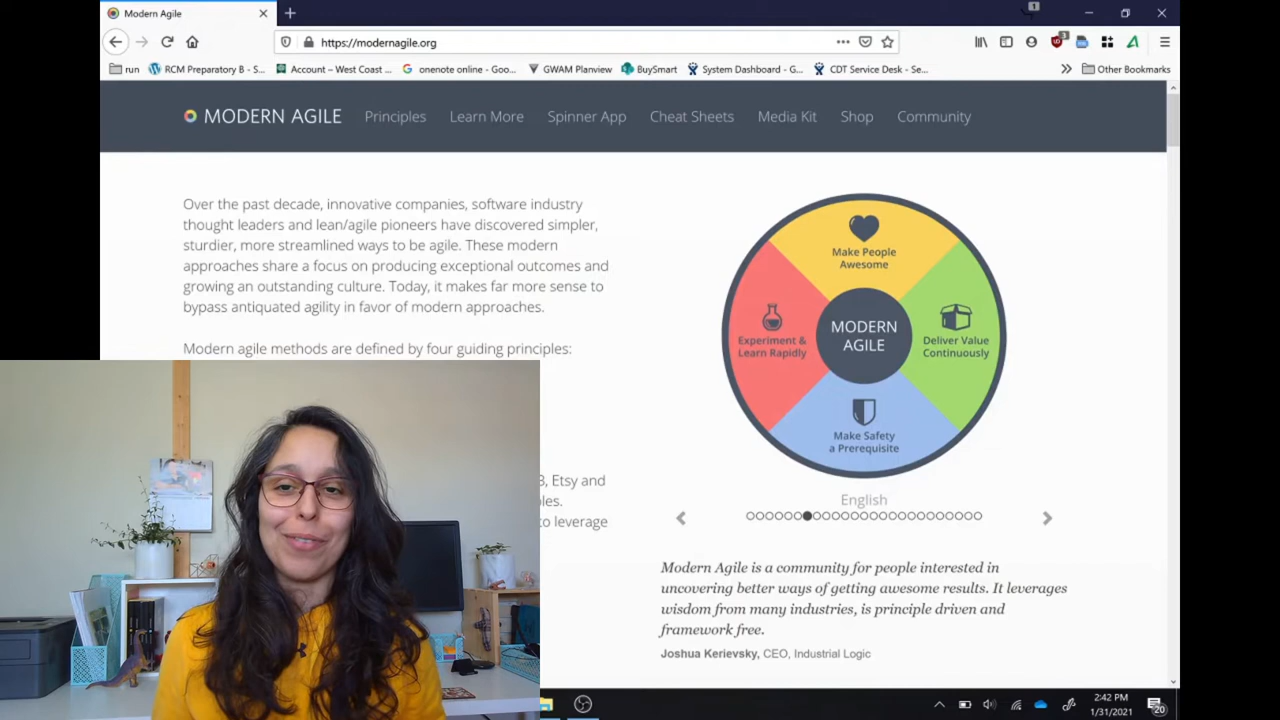 1
Modern Agile
https://modernagile.org
3
run
RCM Preparatory B - S...
Account – West Coast ...
onenote online - Goo...
GWAM Planview
BuySmart
System Dashboard - G...
CDT Service Desk - Se...
Other Bookmarks
MODERN AGILE
Principles
Learn More
Spinner App
Cheat Sheets
Media Kit
Shop
Community
Over the past decade, innovative companies, software industry
thought leaders and lean/agile pioneers have discovered simpler,
sturdier, more streamlined ways to be agile. These modern
approaches share a focus on producing exceptional outcomes and
growing an outstanding culture. Today, it makes far more sense to
bypass antiquated agility in favor of modern approaches.
Modern agile methods are defined by four guiding principles:
B, Etsy and
to leverage
Make People
Awesome
Experiment &
Learn Rapidly
MODERN
AGILE
Deliver Value
Continuously
Make Safety
a Prerequisite
English
Modern Agile is a community for people interested in
uncovering better ways of getting awesome results. It leverages
wisdom from many industries, is principle driven and
framework free.
Joshua Kerievsky, CEO, Industrial Logic
2:42 PM
1/31/2021
20